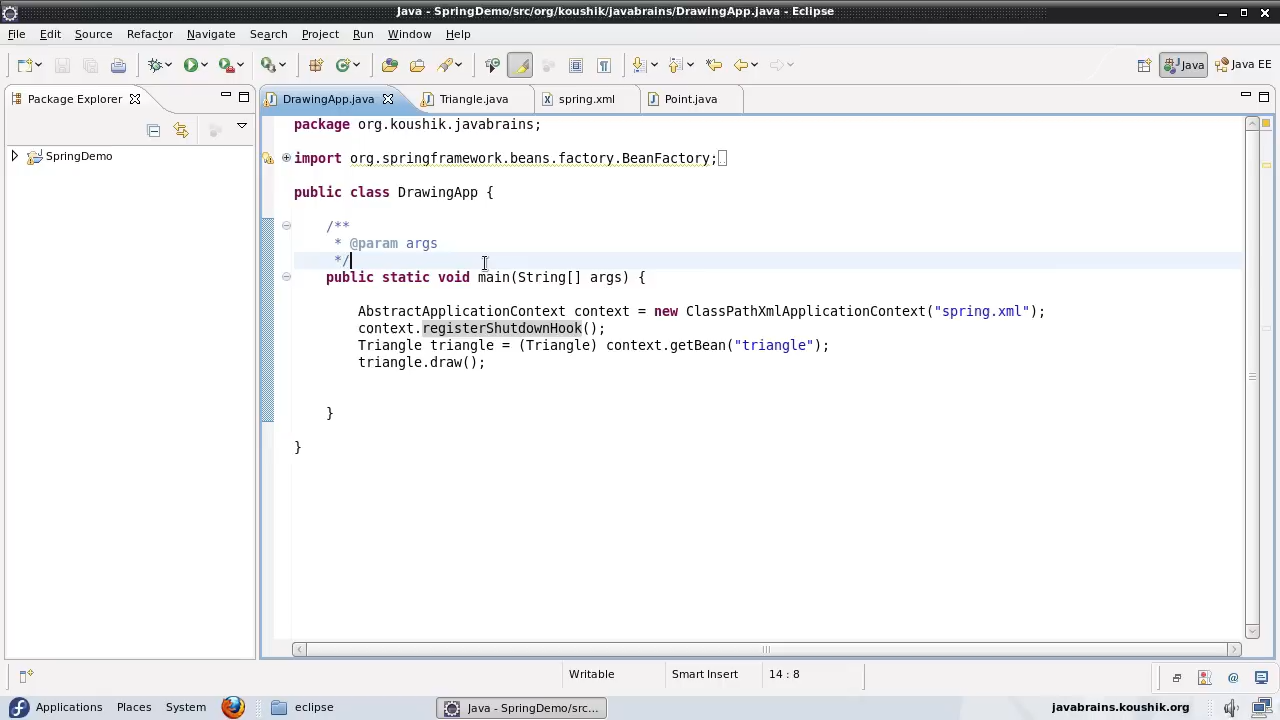 Java - SpringDemo/src/org/koushik/javabrains/DrawingApp.java - Eclipse
File Edit Source Refactor Navigate Search Project Run Window Help
Java Java EE
Package Explorer DrawingApp.java Triangle.java spring.xml Point.java
SpringDemo
package org.koushik.javabrains;
import org.springframework.beans.factory.BeanFactory;
public class DrawingApp {
/**
* @param args
*/
public static void main(String[] args) {
AbstractApplicationContext context = new ClassPathXmlApplicationContext("spring.xml");
context.registerShutdownHook();
Triangle triangle = (Triangle) context.getBean("triangle");
triangle.draw();
}
}
Writable Smart Insert 14 : 8
Applications Places System eclipse Java - SpringDemo/src... javabrains.koushik.org